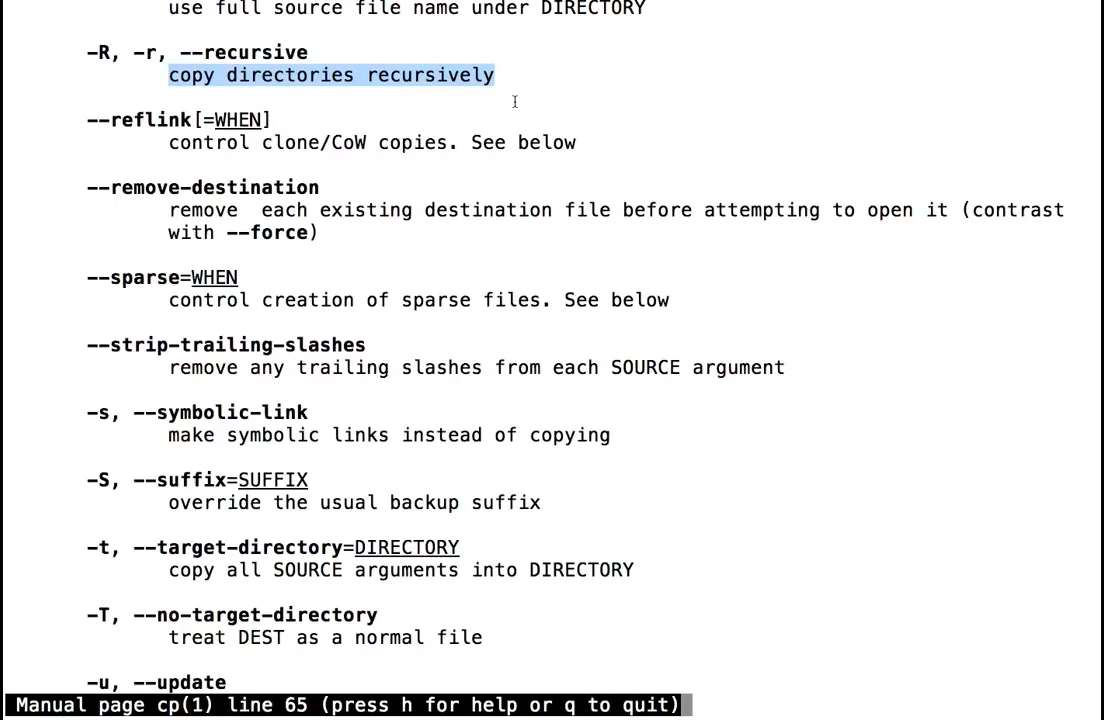 use full source file name under DIRECTORY
-R, -r, --recursive
copy directories recursively
--reflink[=WHEN]
control clone/CoW copies. See below
--remove-destination
remove  each existing destination file before attempting to open it (contrast
with --force)
--sparse=WHEN
control creation of sparse files. See below
--strip-trailing-slashes
remove any trailing slashes from each SOURCE argument
-s, --symbolic-link
make symbolic links instead of copying
-S, --suffix=SUFFIX
override the usual backup suffix
-t, --target-directory=DIRECTORY
copy all SOURCE arguments into DIRECTORY
-T, --no-target-directory
treat DEST as a normal file
-u, --update
Manual page cp(1) line 65 (press h for help or q to quit)